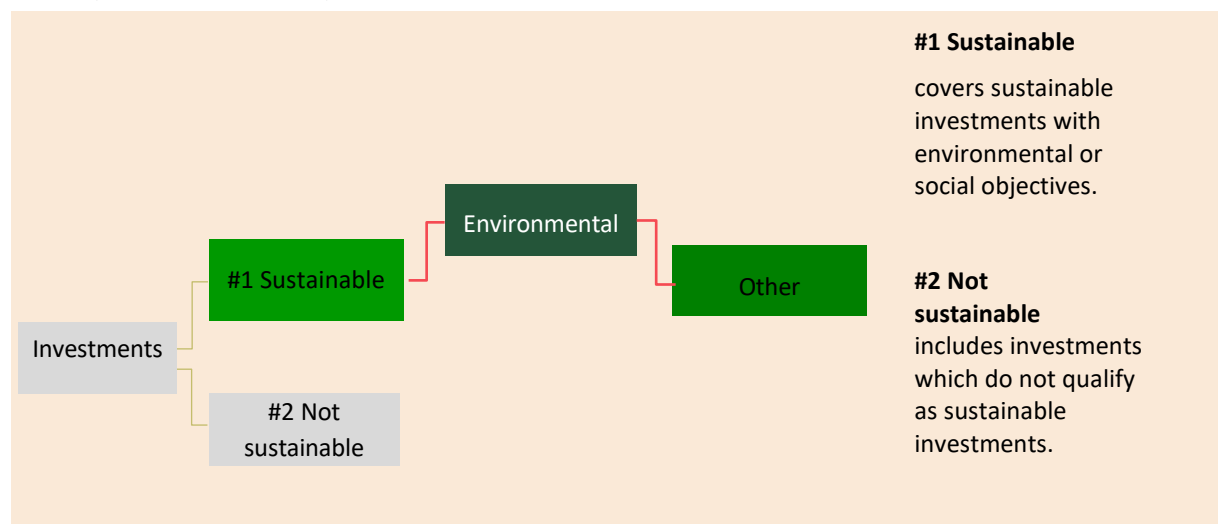 Investments
#1 Sustainable
#2 Not
sustainable
Environmental
Other
#1 Sustainable
covers sustainable
investments with
environmental or
social objectives.
#2 Not
sustainable
includes investments
which do not qualify
as sustainable
investments.